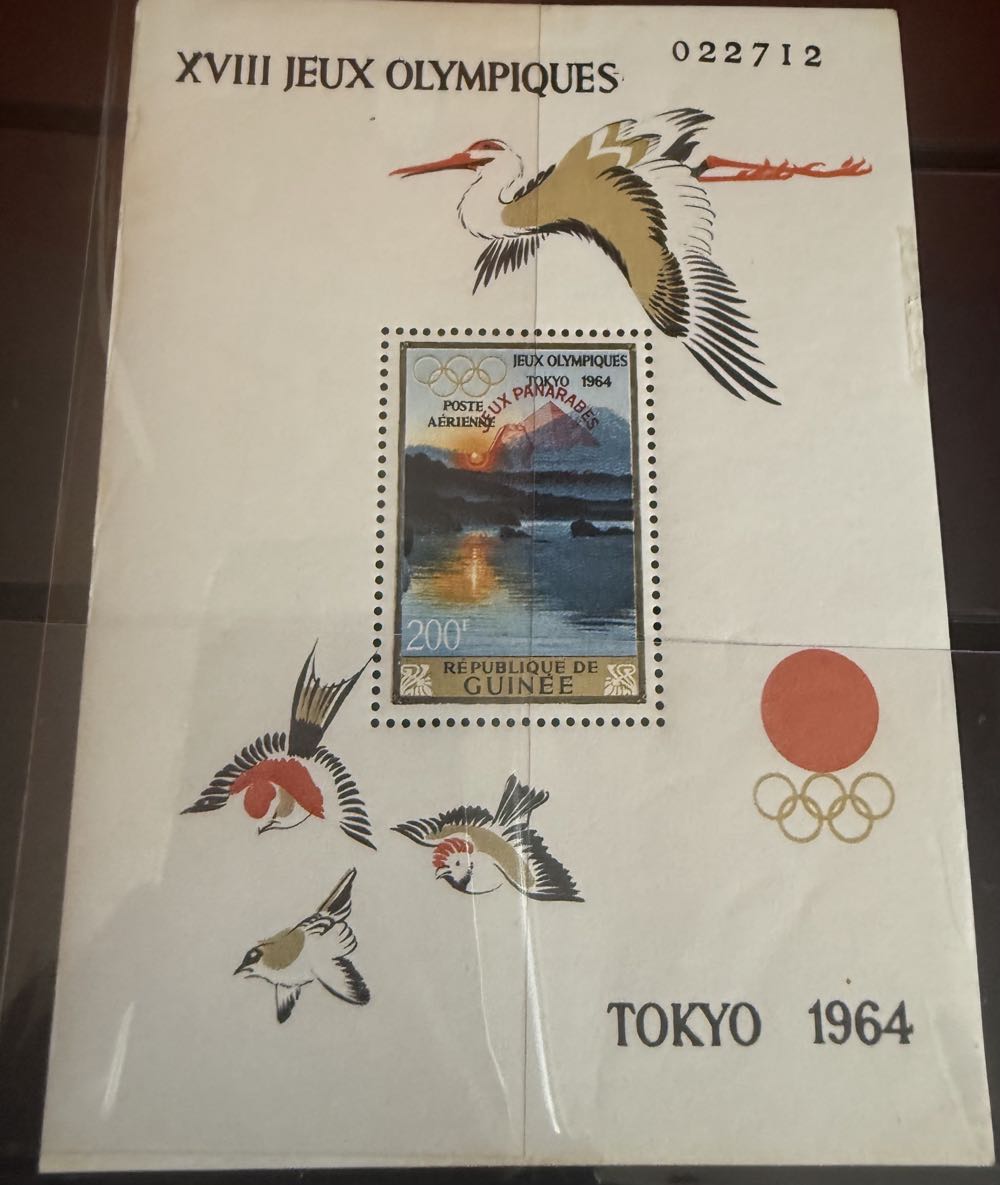 XVIII JEUX OLYMPIQUES
022712
JEUX OLYMPIQUES
TOKYO 1964
JEUX PANARABES
POSTE
AÉRIENNE
200F
RÉPUBLIQUE DE
GUINÉE
TOKYO 1964